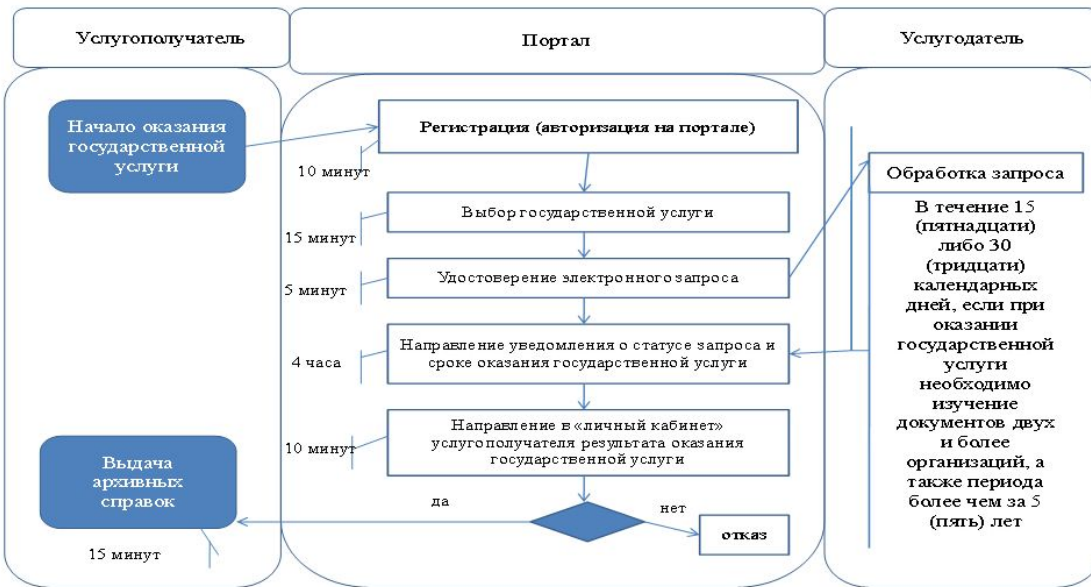 Услугополучатель
Портал
Услугодатель
Начало оказания
государственной
услуги
Регистрация (авторизация на портале)
10 минут
Выбор государственной услуги
15 минут
Удостоверение электронного запроса
5 минут
Направление уведомления о статусе запроса и
сроке оказания государственной услуги
4 часа
Направление в «личный кабинет»
услугополучателя результата оказания
государственной услуги
10 минут
да
нет
отказ
Выдача
архивных
справок
15 минут
Обработка запроса
В течение 15
(пятнадцати)
либо 30
(тридцати)
календарных
дней, если при
оказании
государственной
услуги
необходимо
изучение
документов двух
и более
организаций, а
также периода
более чем за 5
(пять) лет